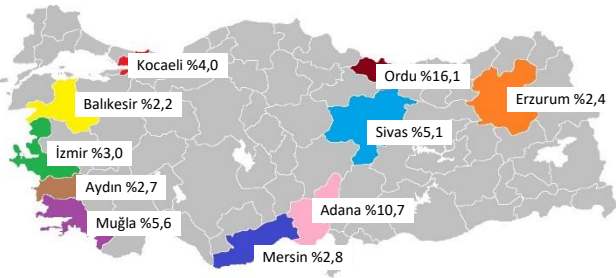 Kocaeli %4,0
Ordu %16,1
Balıkesir %2,2
Erzurum %2,4
Sivas %5,1
İzmir %3,0
Aydın %2,7
Adana %10,7
Muğla %5,6
Mersin %2,8